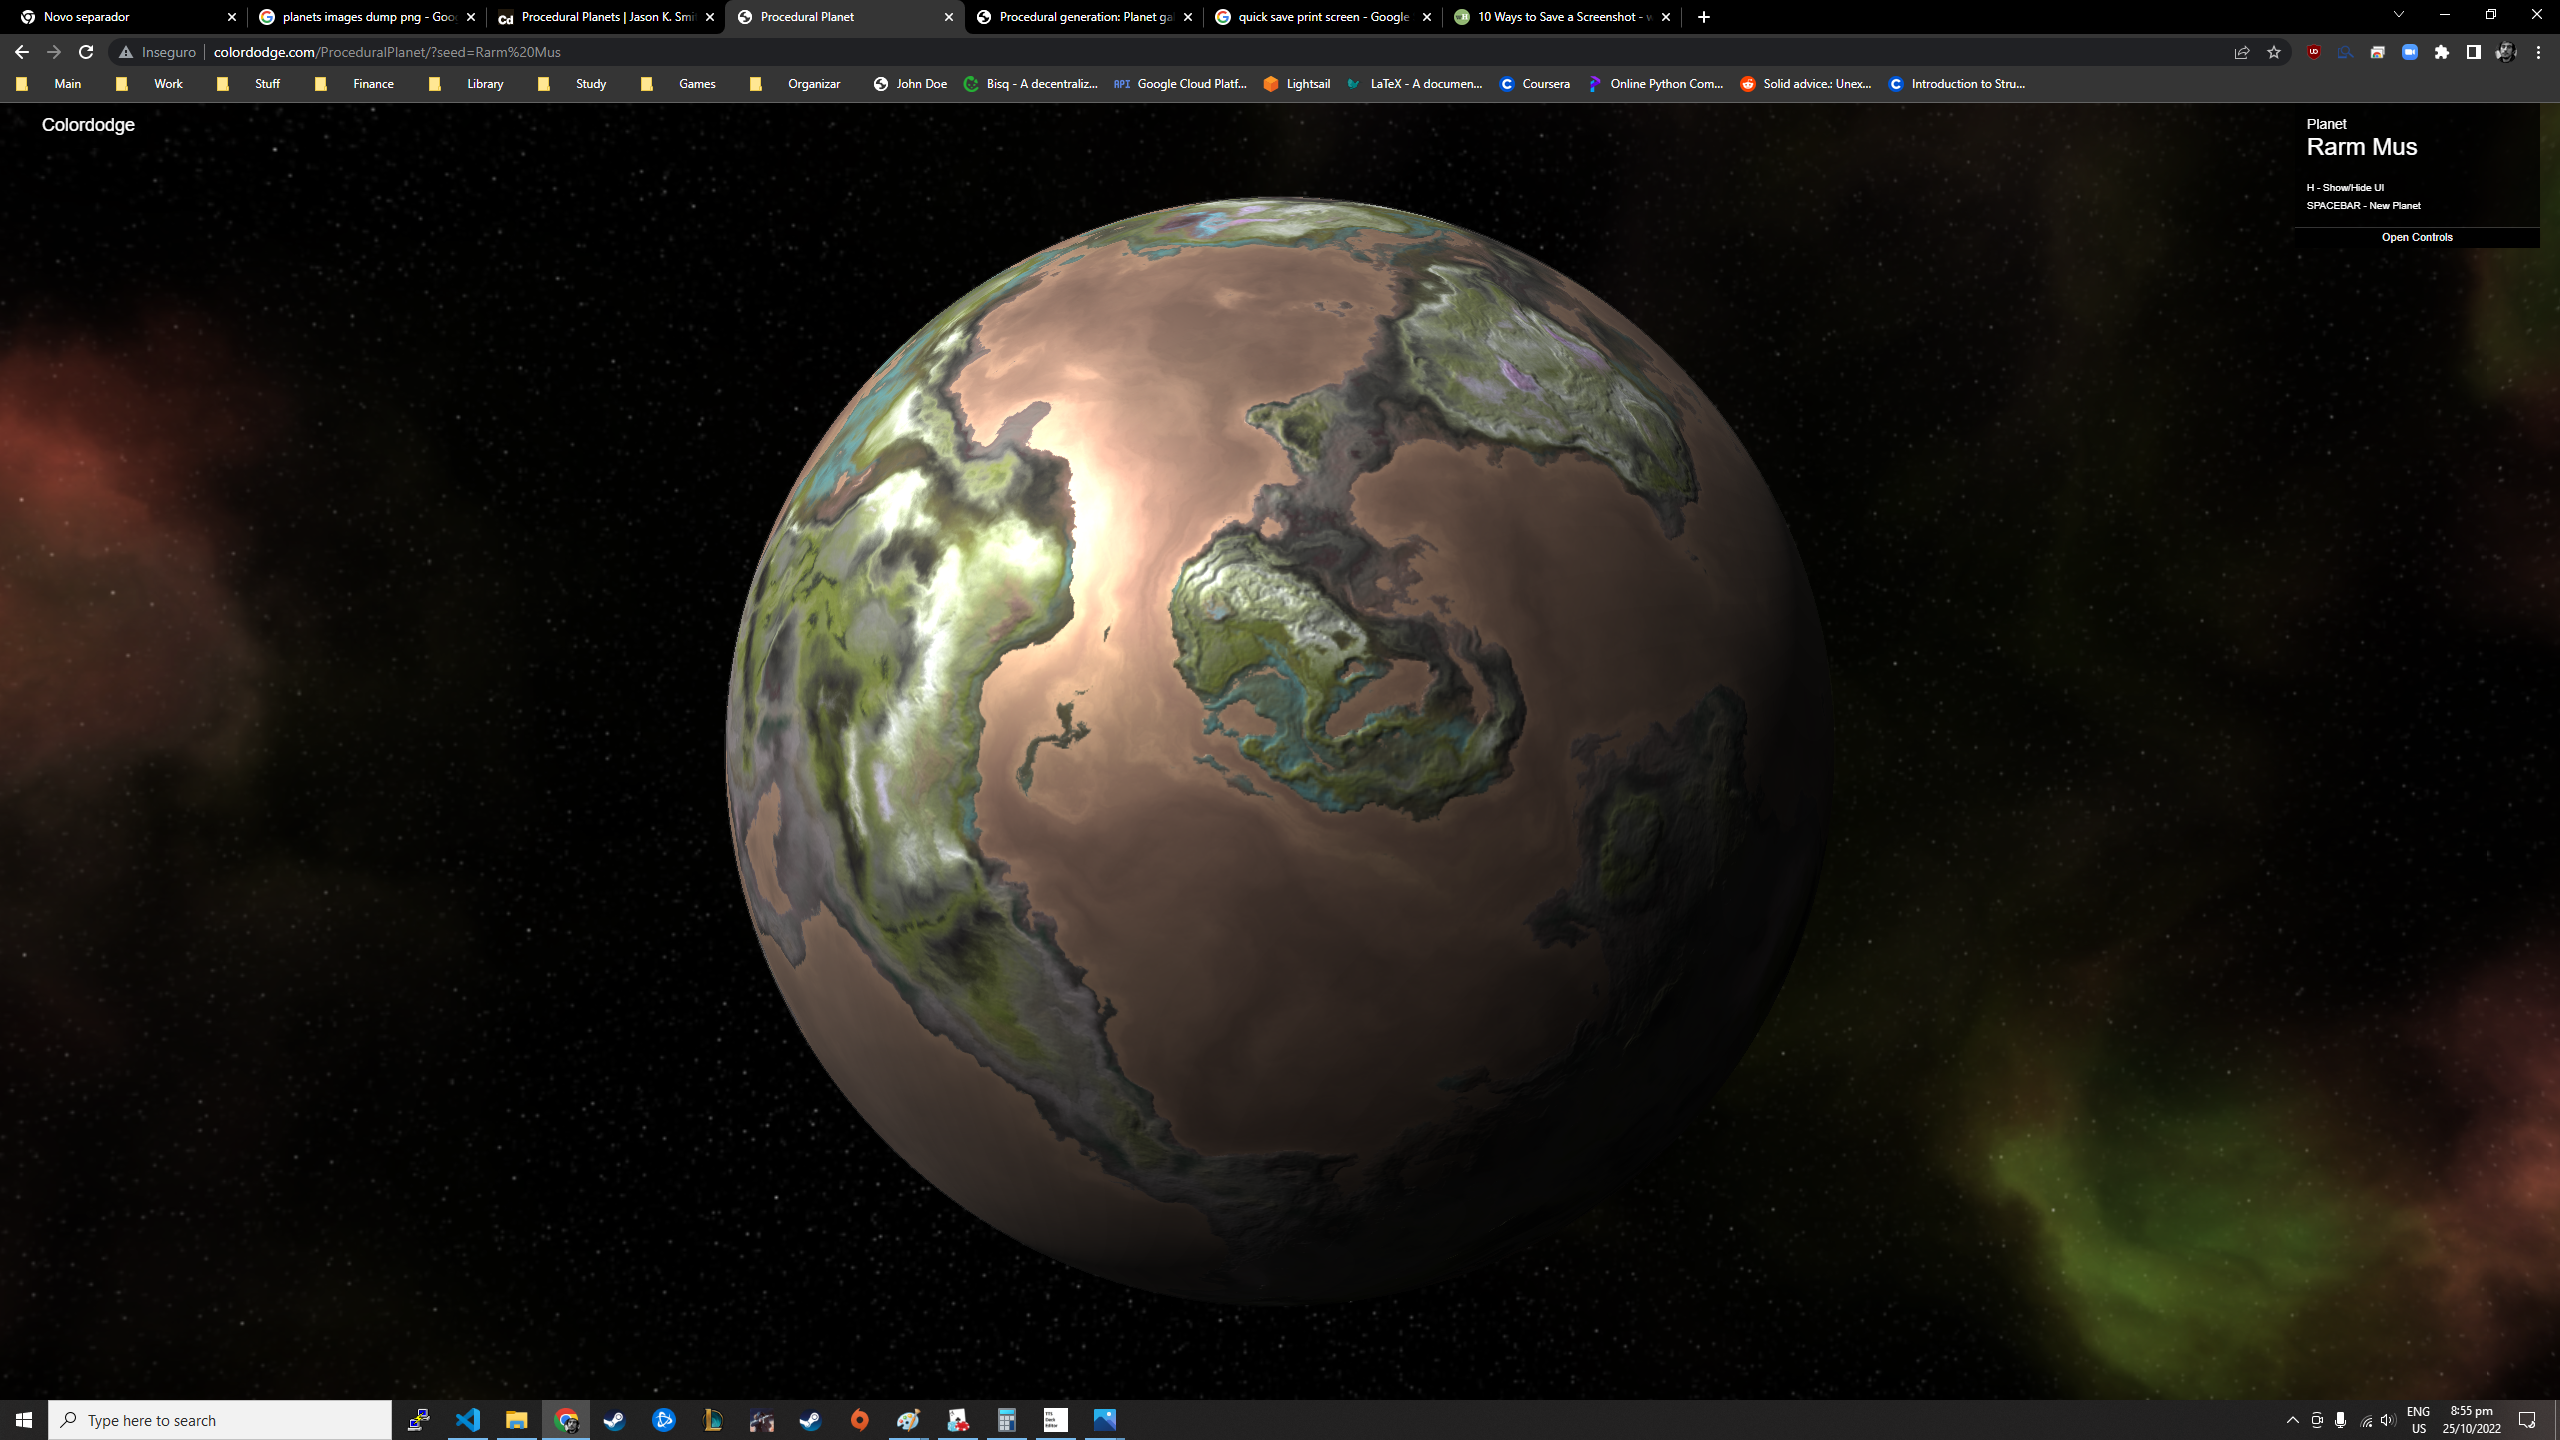 Novo separador
planets images dump png - Goo
Procedural Planets | Jason K. Smi
Procedural Planet
Procedural generation: Planet ga
quick save print screen - Google
10 Ways to Save a Screenshot - w
Inseguro
colordodge.com/ProceduralPlanet/?seed=Rarm%20Mus
Main
Work
Stuff
Finance
Library
Study
Games
Organizar
John Doe
Bisq - A decentraliz...
API Google Cloud Platf...
Lightsail
LaTeX - A documen...
Coursera
Online Python Com...
Solid advice.: Unex...
Introduction to Stru...
Colordodge
Planet
Rarm Mus
H - Show/Hide UI
SPACEBAR - New Planet
Open Controls
Type here to search
ENG
US
8:55 pm
25/10/2022